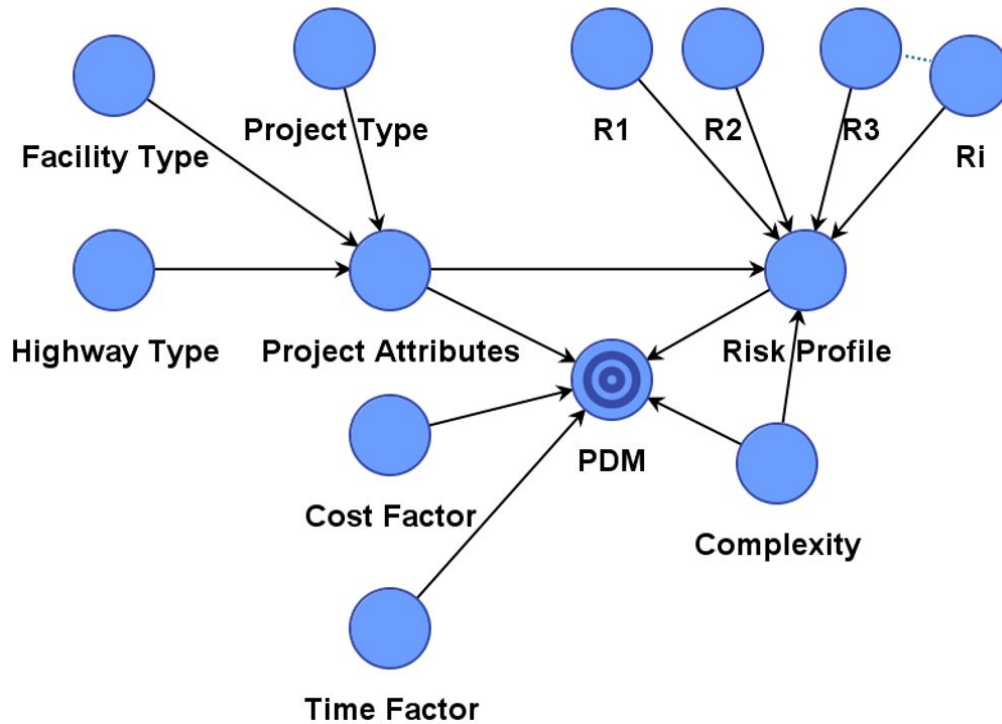 Project Type
R1
R2
R3
Ri
Facility Type
Highway Type
Project Attributes
Risk Profile
PDM
Cost Factor
Complexity
Time Factor